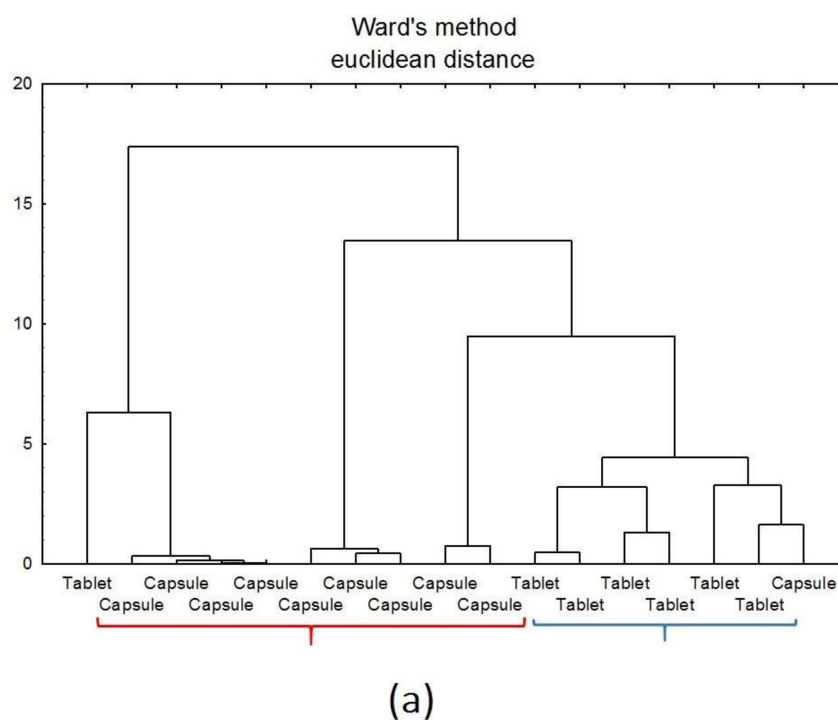 Ward's method
euclidean distance
20
15
10
5
0
Tablet Capsule Capsule Capsule Capsule Tablet Tablet Tablet Capsule
Capsule Capsule Capsule Capsule Capsule Tablet Tablet Tablet
(a)